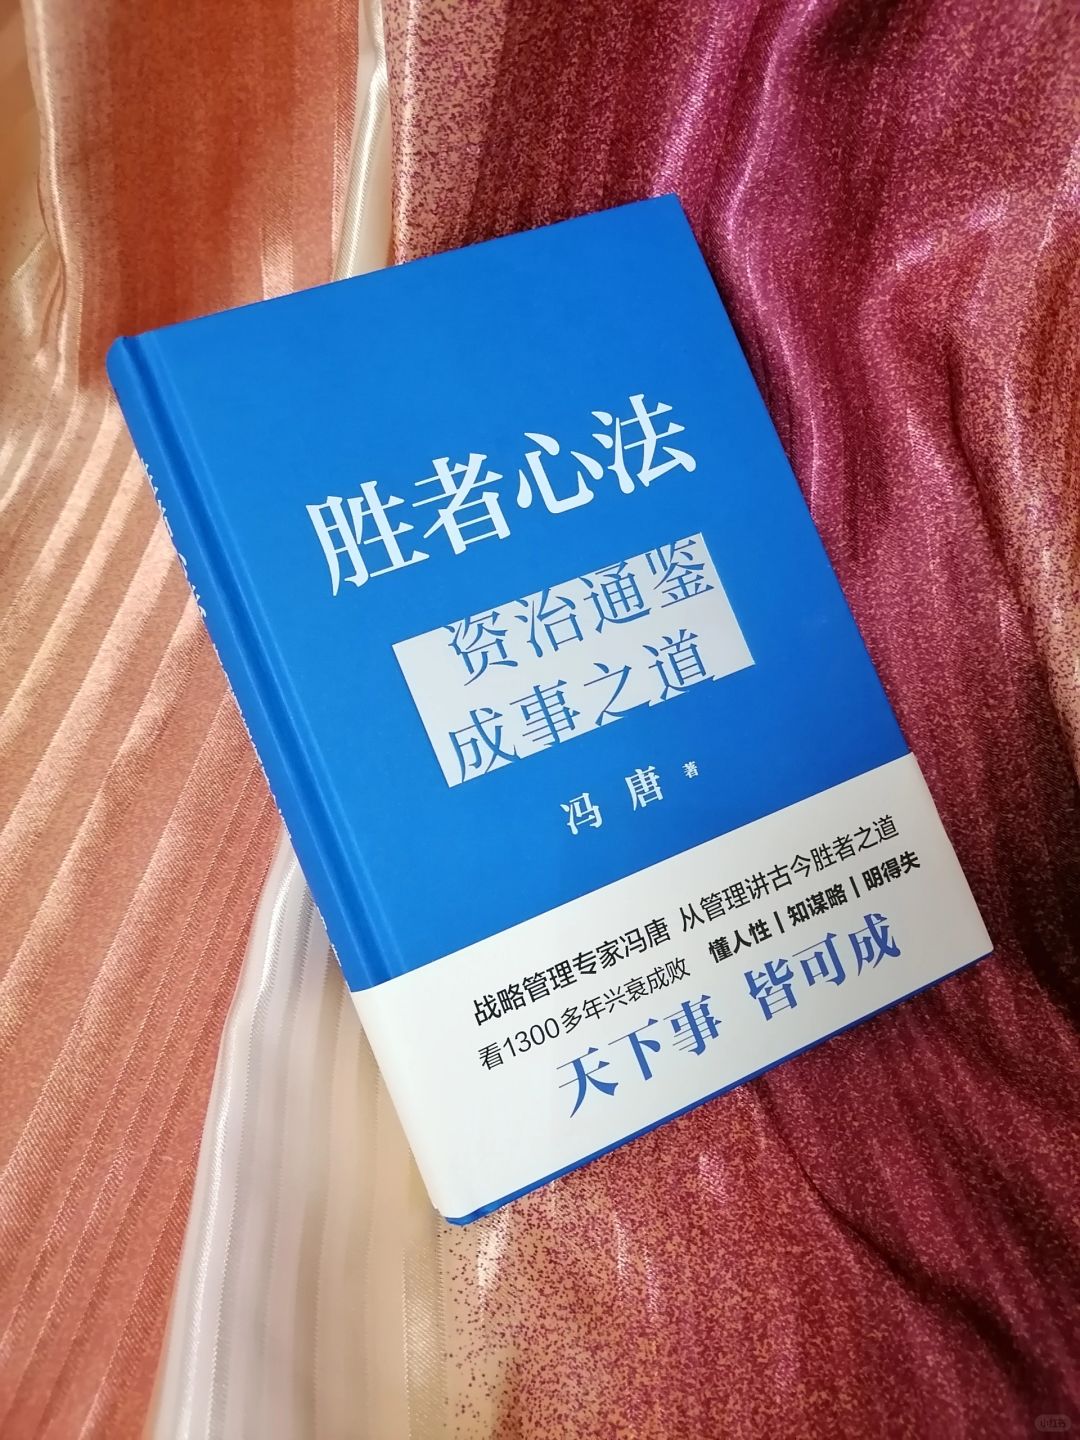 胜者心法
资治通鉴
成事之道
冯唐 著
战略管理专家冯唐 从管理讲古今胜者之道
看1300多年兴衰成败 懂人性|知谋略|明得失
天下事 皆可成
小红书